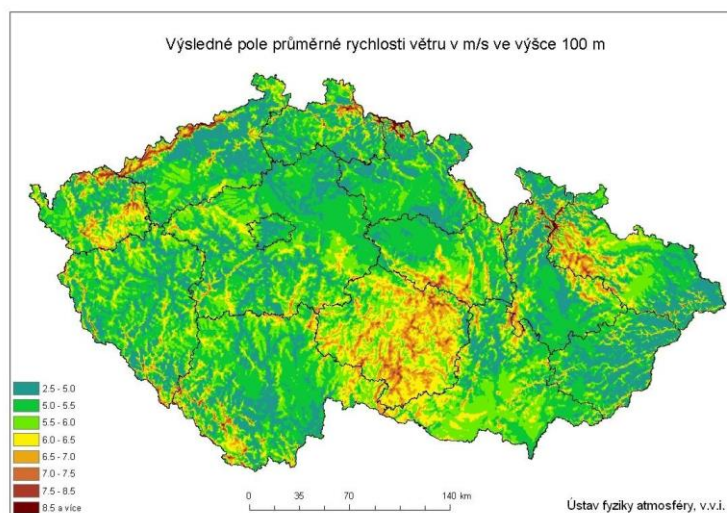 Výsledné pole průměrné rychlosti větru v m/s ve výšce 100 m
2.5 - 5.0
5.0 - 5.5
5.5 - 6.0
6.0 - 6.5
6.5 - 7.0
7.0 - 7.5
7.5 - 8.5
8.5 a více
0 35 70 140 km
Ústav fyziky atmosféry, v.v.i.